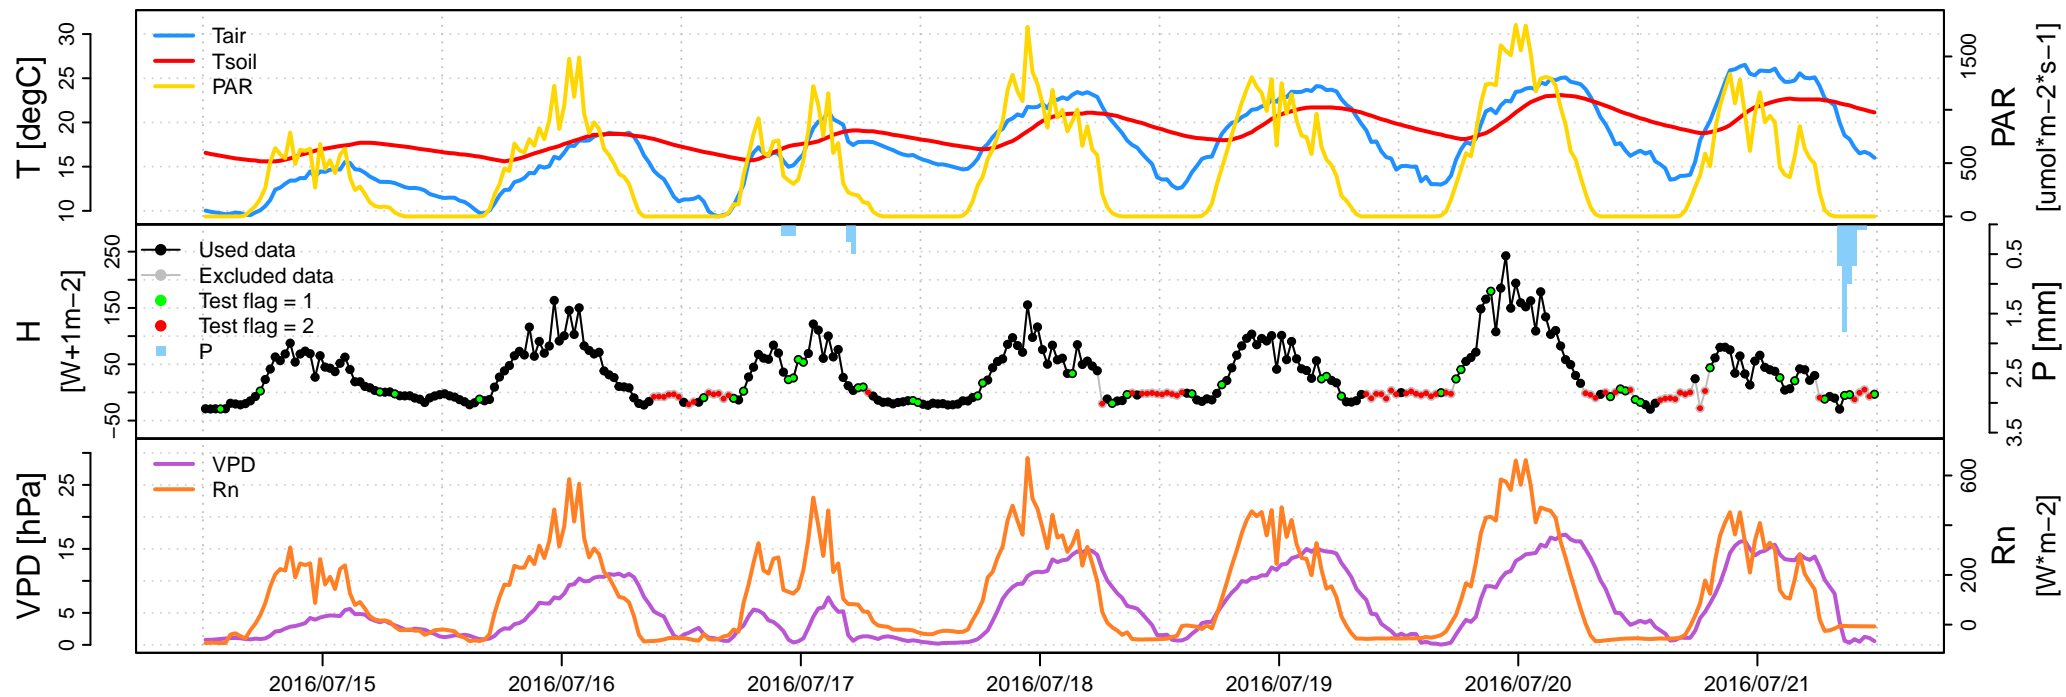 T [degC]
10 15 20 25 30
Tair
Tsoil
PAR
0 500 1500
PAR
[umol*m−2*s−1]
H
[W+1m−2]
−50 50 150 250
Used data
Excluded data
Test flag = 1
Test flag = 2
P
0.5 1.5 2.5 3.5
P [mm]
VPD [hPa]
0 5 15 25
VPD
Rn
0 200 600
Rn
[W*m−2]
2016/07/15 2016/07/16 2016/07/17 2016/07/18 2016/07/19 2016/07/20 2016/07/21